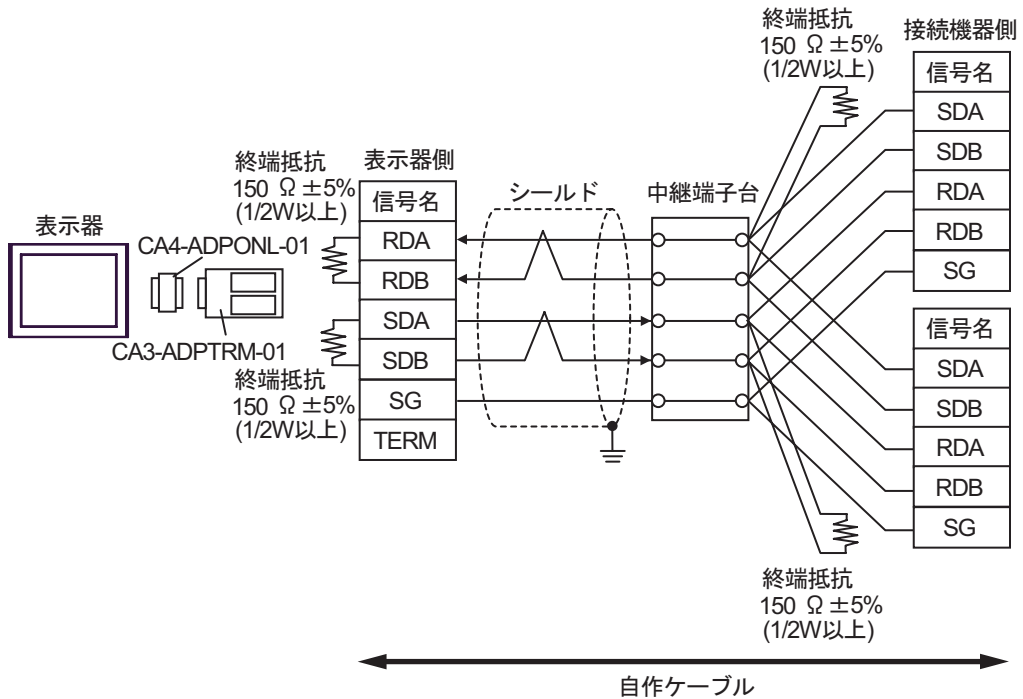 終端抵抗
150 Ω ±5%
(1/2W以上)
接続機器側
信号名
SDA
SDB
RDA
RDB
SG
終端抵抗
150 Ω ±5%
(1/2W以上)
表示器側
信号名
RDA
RDB
SDA
SDB
SG
TERM
シールド
中継端子台
表示器
CA4-ADPONL-01
CA3-ADPTRM-01
終端抵抗
150 Ω ±5%
(1/2W以上)
信号名
SDA
SDB
RDA
RDB
SG
終端抵抗
150 Ω ±5%
(1/2W以上)
自作ケーブル